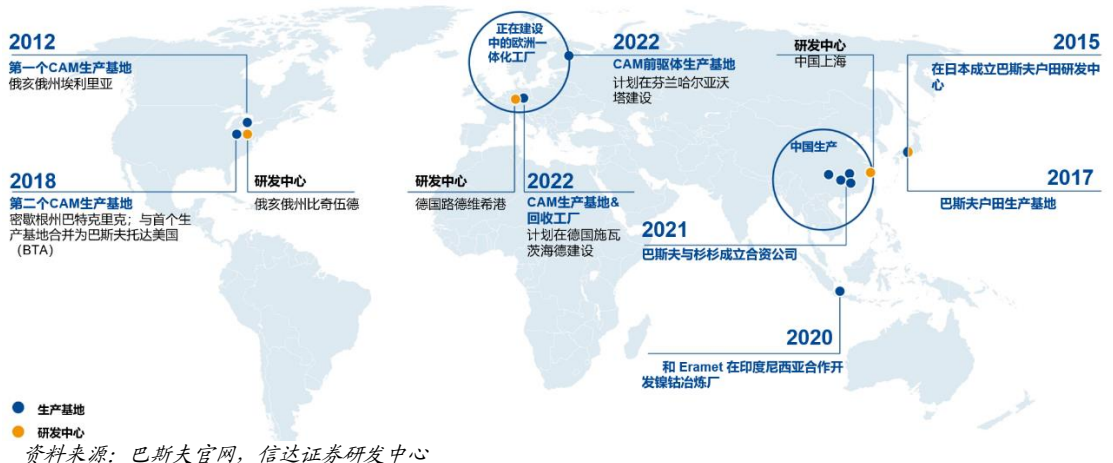 2012
第一个CAM生产基地
俄亥俄州埃利里亚
2018
第二个CAM生产基地
密歇根州巴特克里克；与首个生
产基地合并为巴斯夫托达美国
（BTA）
研发中心
俄亥俄州比奇伍德
正在建设
中的欧洲一
体化工厂
2022
CAM前驱体生产基地
计划在芬兰哈尔亚沃
塔建设
研发中心
德国路德维希港
2022
CAM生产基地&
回收工厂
计划在德国施瓦
茨海德建设
研发中心
中国上海
中国生产
2015
在日本成立巴斯夫户田研发中
心
2017
巴斯夫户田生产基地
2021
巴斯夫与杉杉成立合资公司
2020
和 Eramet 在印度尼西亚合作开
发镍钴冶炼厂
生产基地
研发中心
资料来源：巴斯夫官网，信达证券研发中心